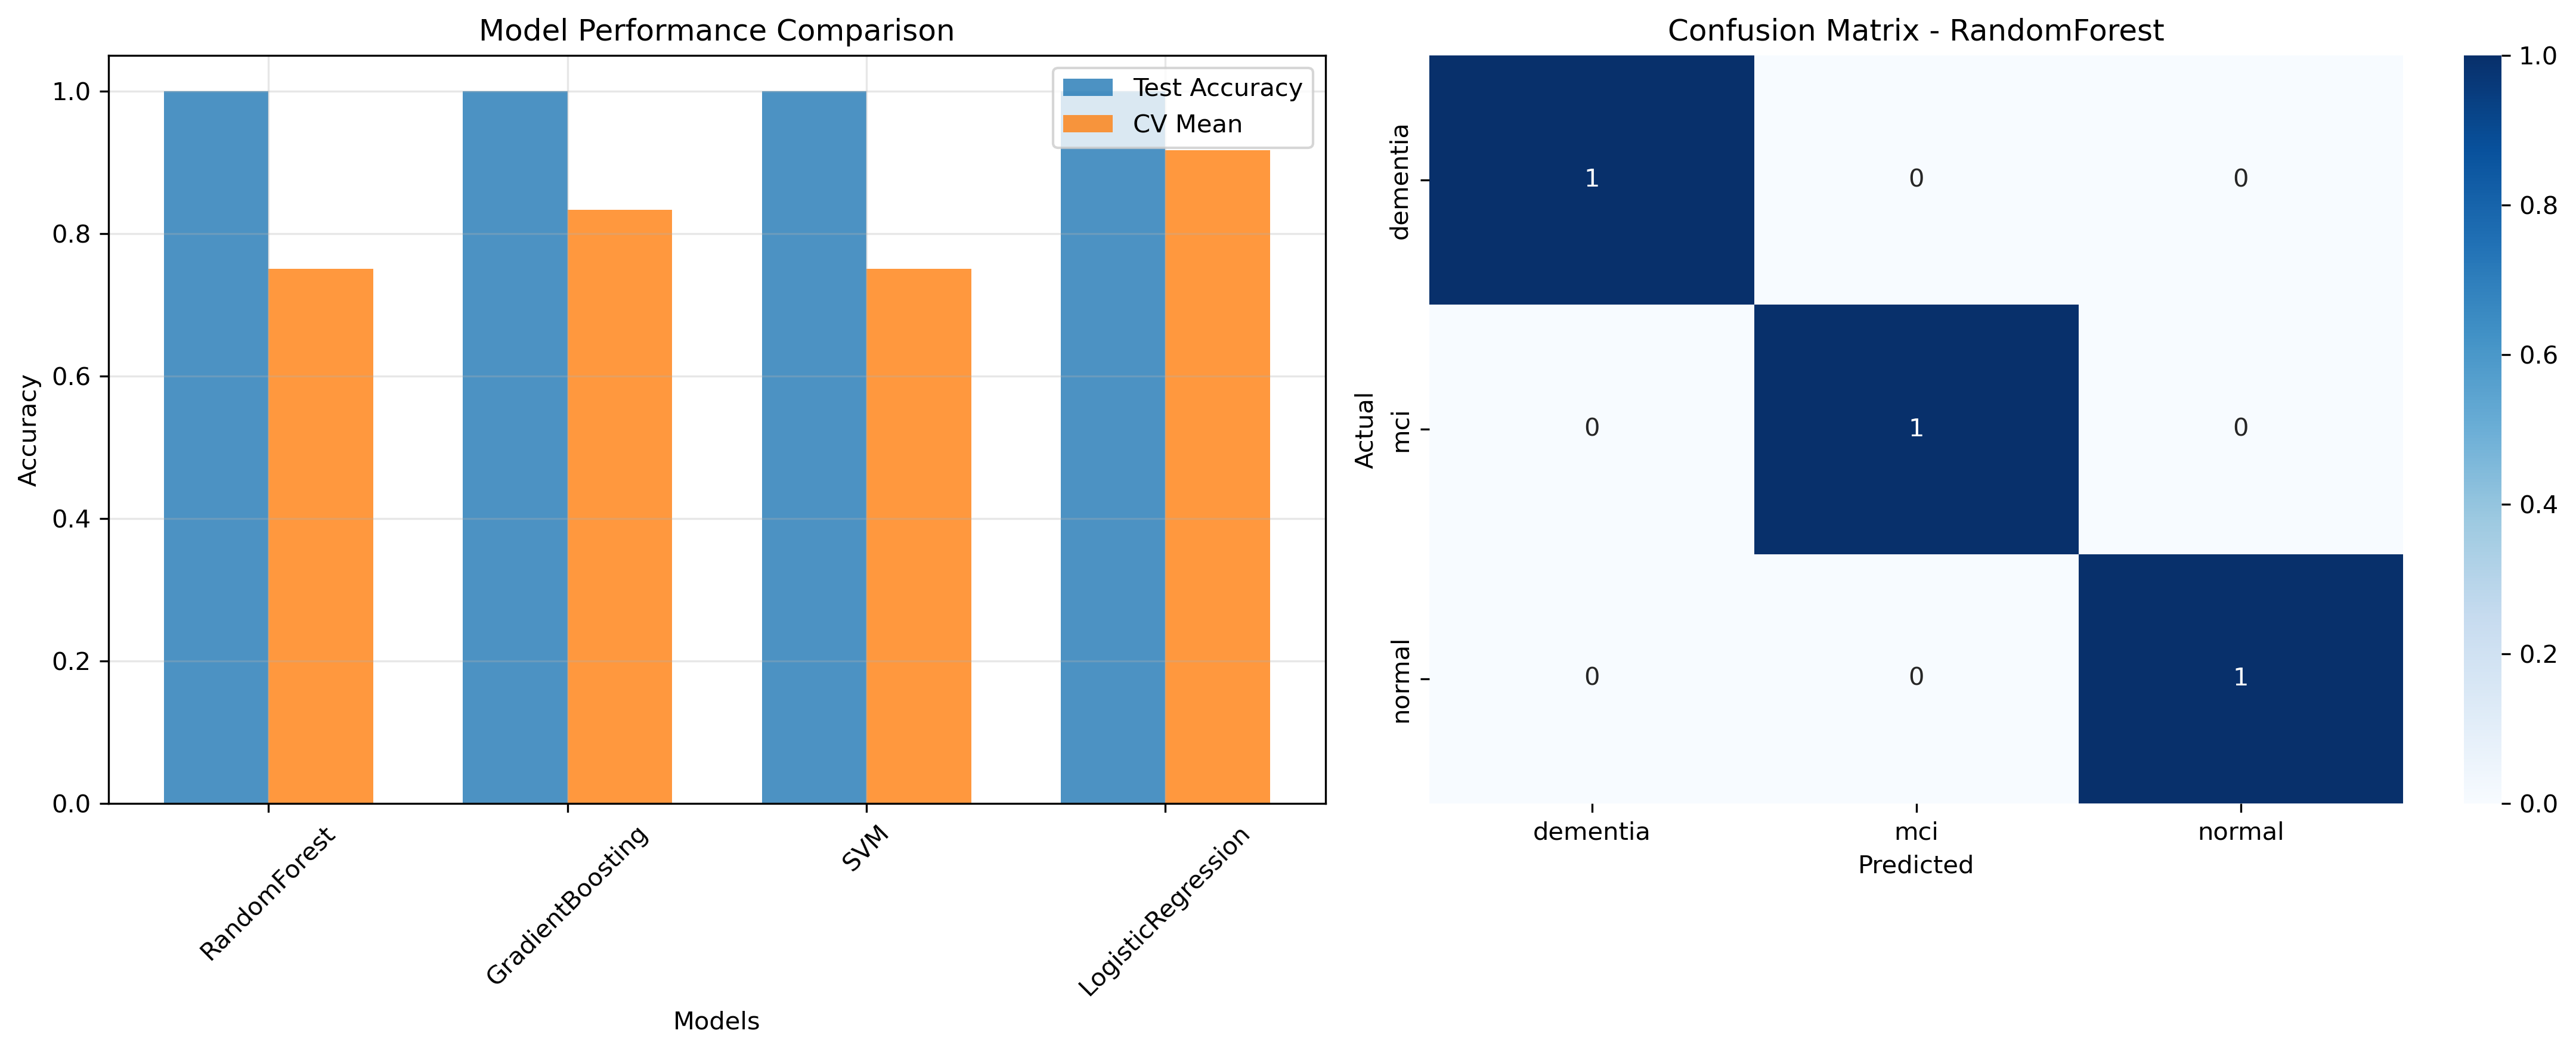 Model Performance Comparison
Test Accuracy
CV Mean
Accuracy
1.0
0.8
0.6
0.4
0.2
0.0
RandomForest
GradientBoosting
SVM
LogisticRegression
Models
Confusion Matrix - RandomForest
Actual
dementia
mci
normal
1 0 0
0 1 0
0 0 1
dementia mci normal
Predicted
1.0
0.8
0.6
0.4
0.2
0.0